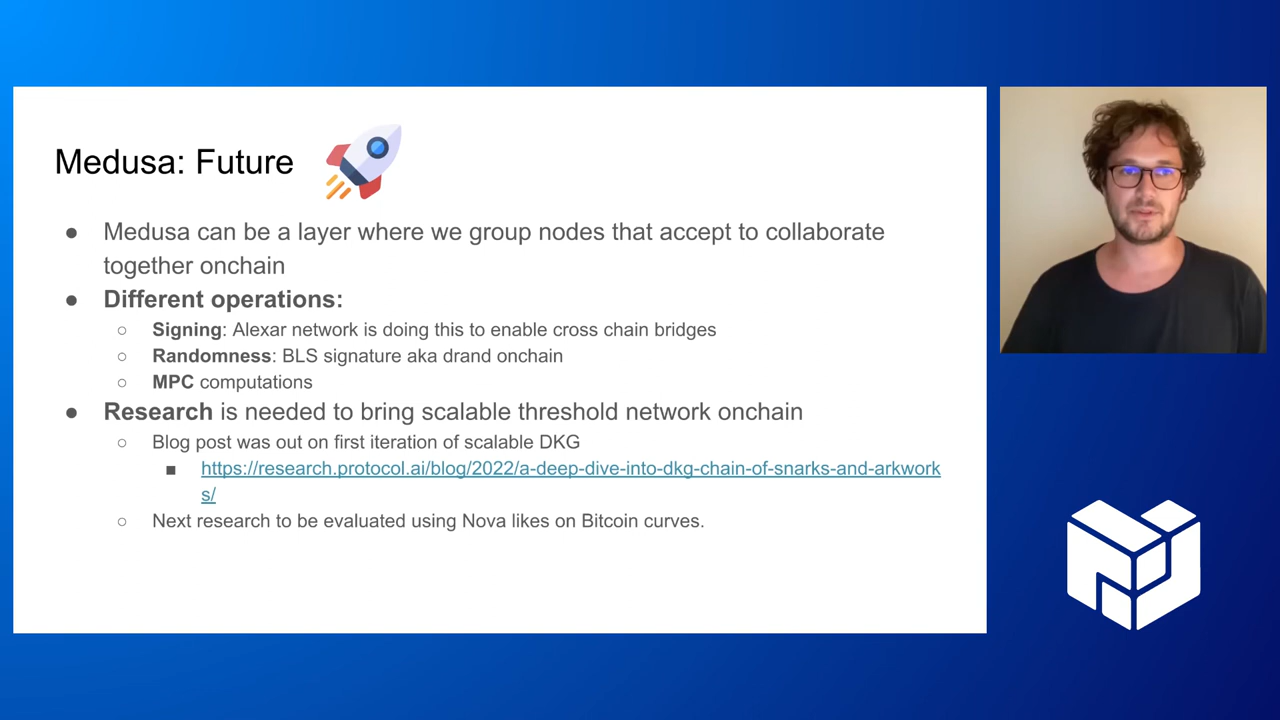 Medusa: Future
● Medusa can be a layer where we group nodes that accept to collaborate
together onchain
● Different operations:
○ Signing: Alexar network is doing this to enable cross chain bridges
○ Randomness: BLS signature aka drand onchain
○ MPC computations
● Research is needed to bring scalable threshold network onchain
○ Blog post was out on first iteration of scalable DKG
■ https://research.protocol.ai/blog/2022/a-deep-dive-into-dkg-chain-of-snarks-and-arkwork
s/
○ Next research to be evaluated using Nova likes on Bitcoin curves.